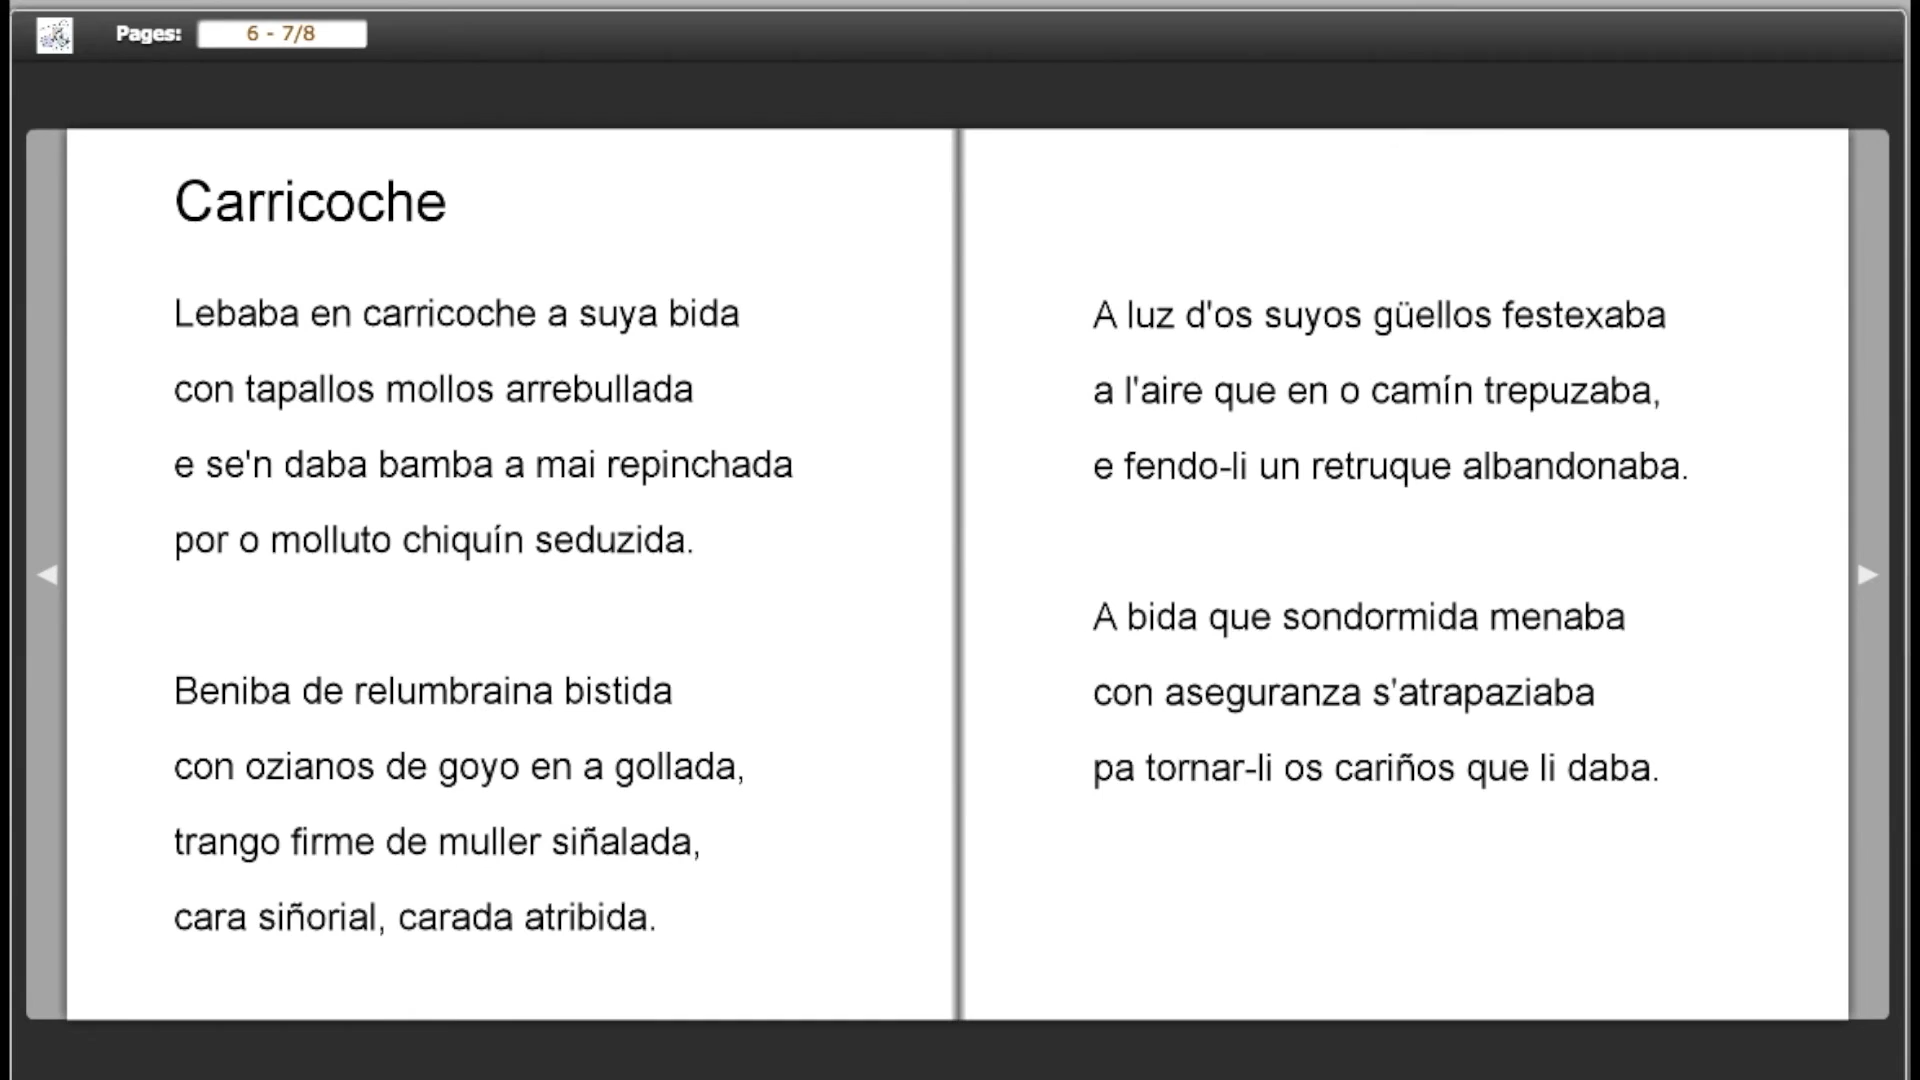 Pages: 6 - 7/8
Carricoche
Lebaba en carricoche a suya bida
con tapallos mollos arrebullada
e se'n daba bamba a mai repinchada
por o molluto chiquín seduzida.
Beniba de relumbraina bistida
con ozianos de goyo en a gollada,
trango firme de muller siñalada,
cara siñorial, carada atribida.
A luz d'os suyos güellos festexaba
a l'aire que en o camín trepuzaba,
e fendo-li un retruque albandonaba.
A bida que sondormida menaba
con aseguranza s'atrapaziaba
pa tornar-li os cariños que li daba.